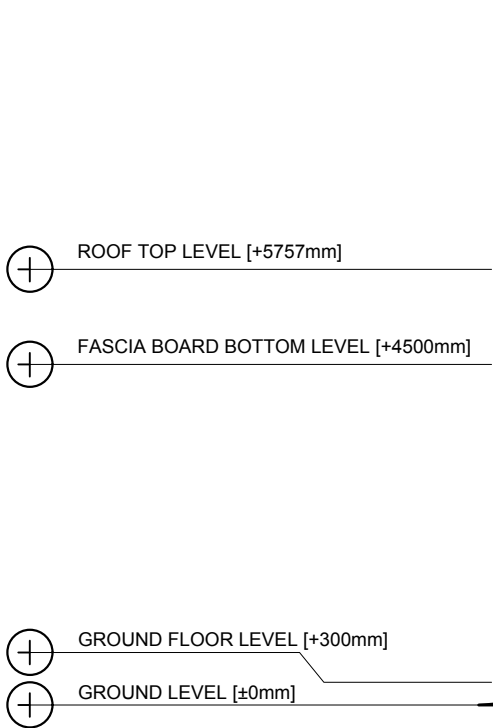 ROOF TOP LEVEL [+5757mm]
FASCIA BOARD BOTTOM LEVEL [+4500mm]
GROUND FLOOR LEVEL [+300mm]
GROUND LEVEL [±0mm]